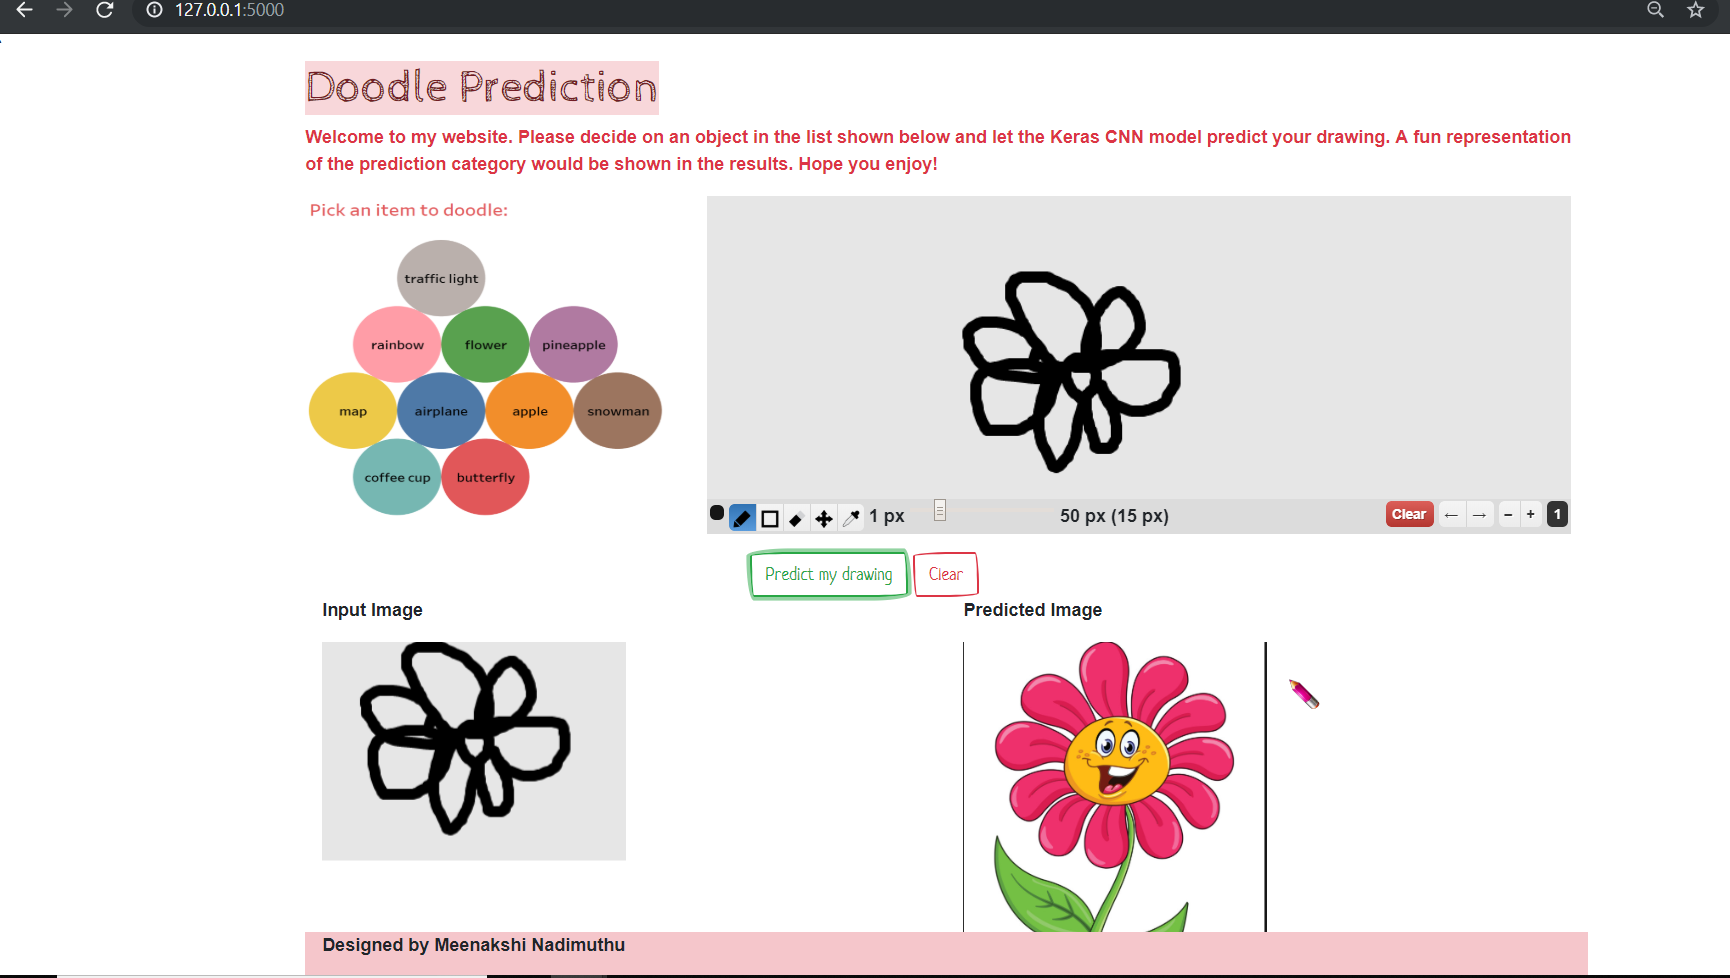 127.0.0.1:5000
Doodle Prediction
Welcome to my website. Please decide on an object in the list shown below and let the Keras CNN model predict your drawing. A fun representation
of the prediction category would be shown in the results. Hope you enjoy!
Pick an item to doodle:
traffic light
rainbow
flower
pineapple
map
airplane
apple
snowman
coffee cup
butterfly
1 px
50 px (15 px)
Clear
← → − + 1
Predict my drawing
Clear
Input Image
Predicted Image
Designed by Meenakshi Nadimuthu